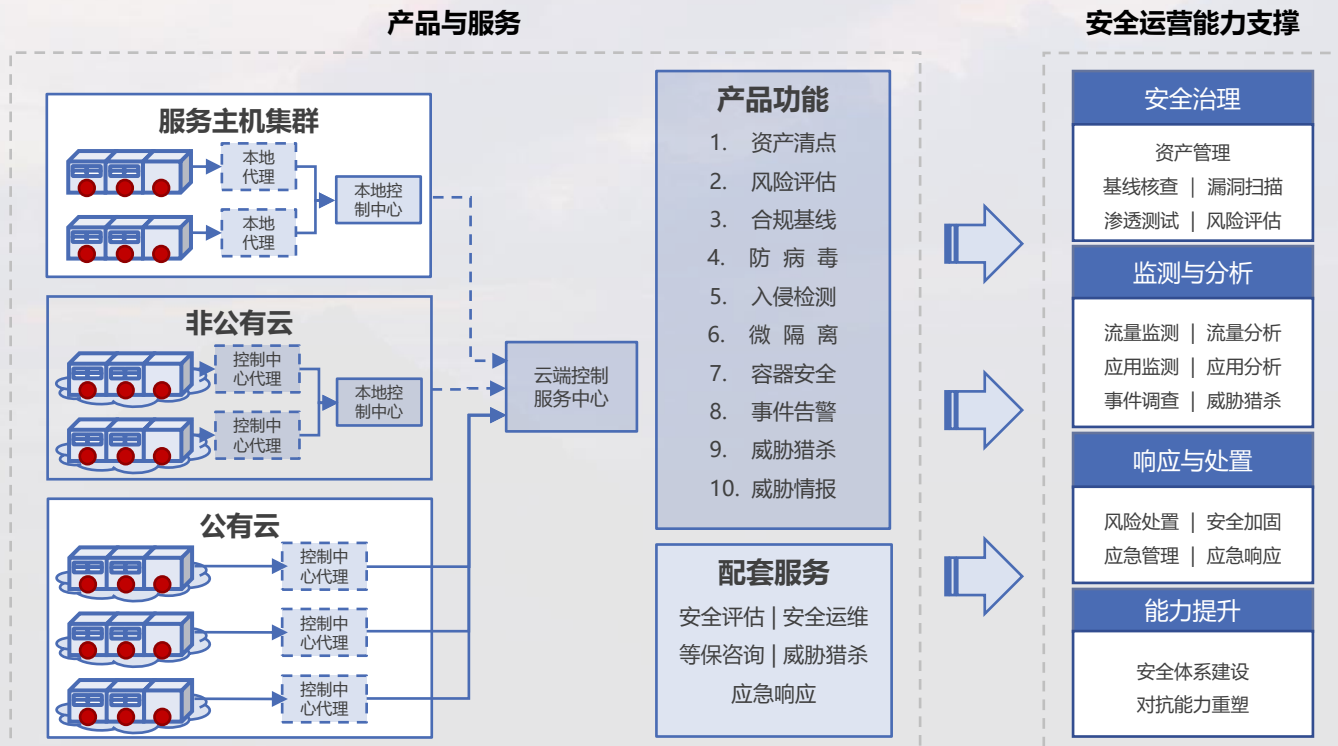 产品与服务
服务主机集群
本地
代理
本地
代理
本地控
制中心
非公有云
控制中
心代理
控制中
心代理
本地控
制中心
公有云
控制中
心代理
控制中
心代理
控制中
心代理
云端控制
服务中心
产品功能
1. 资产清点
2. 风险评估
3. 合规基线
4. 防 病 毒
5. 入侵检测
6. 微 隔 离
7. 容器安全
8. 事件告警
9. 威胁猎杀
10. 威胁情报
配套服务
安全评估 | 安全运维
等保咨询 | 威胁猎杀
应急响应
安全运营能力支撑
安全治理
资产管理
基线核查 | 漏洞扫描
渗透测试 | 风险评估
监测与分析
流量监测 | 流量分析
应用监测 | 应用分析
事件调查 | 威胁猎杀
响应与处置
风险处置 | 安全加固
应急管理 | 应急响应
能力提升
安全体系建设
对抗能力重塑